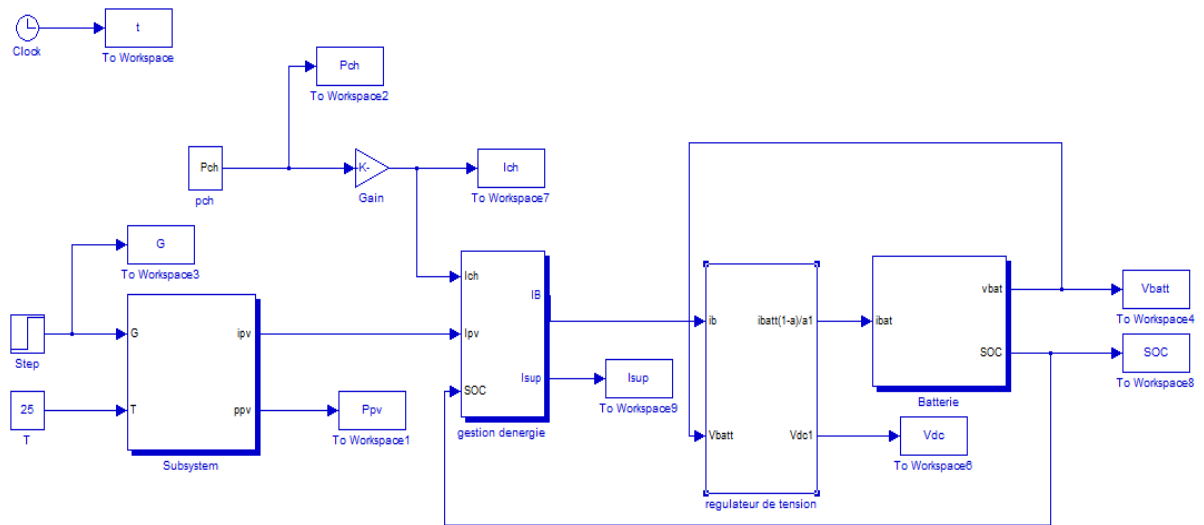 t
Clock
To Workspace
Pch
To Workspace2
Pch
pch
K-
Gain
Ich
To Workspace7
G
To Workspace3
Step
G
T
ipv
ppv
Subsystem
25
T
Ppv
To Workspace1
Ich
Ipv
SOC
IB
Isup
gestion denergie
Isup
To Workspace9
ib
Vbatt
ibatt(1-a)/a1
Vdc1
regulateur de tension
Vdc
To Workspace6
ibat
vbat
SOC
Batterie
Vbatt
To Workspace4
SOC
To Workspace8